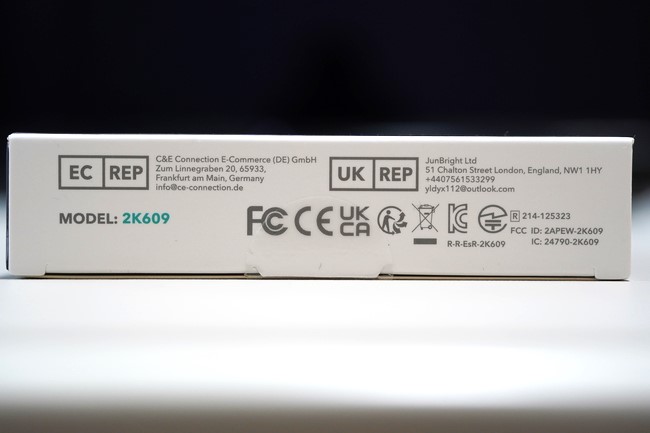 EC REP
C&E Connection E-Commerce (DE) GmbH
Zum Linnegraben 20, 65933,
Frankfurt am Main, Germany
info@ce-connection.de
UK REP
JunBright Ltd
51 Chalton Street London, England, NW1 1HY
+4407561533299
yldyx112@outlook.com
MODEL: 2K609
FC CE UK
CA
R-R-EsR-2K609
R 214-125323
FCC ID: 2APEW-2K609
IC: 24790-2K609